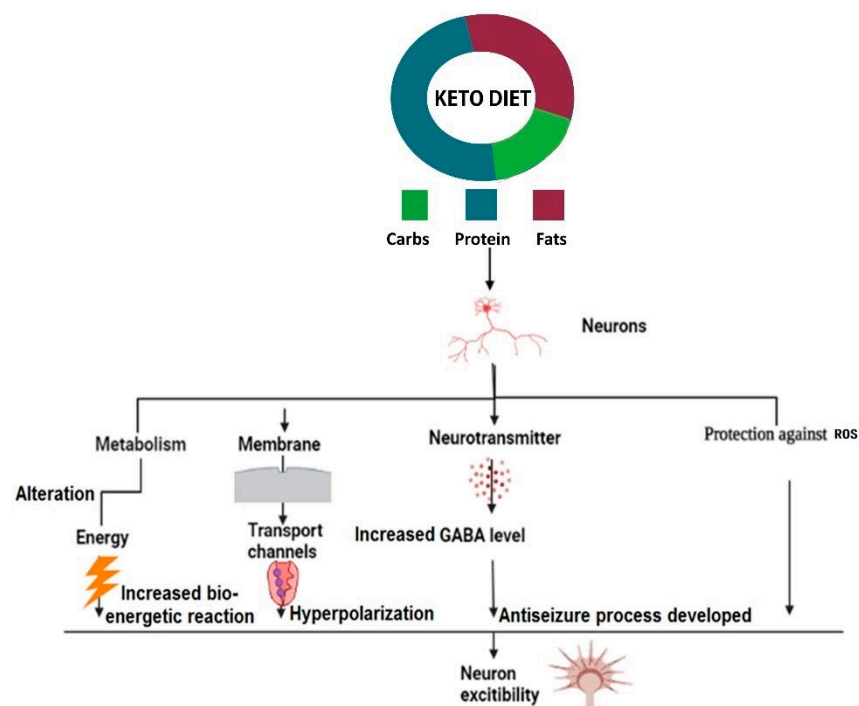 KETO DIET
Carbs Protein Fats
Neurons
Metabolism
Membrane
Neurotransmitter
Protection against ROS
Alteration
Energy
Transport
channels
Increased GABA level
Increased bio-
energetic reaction
Hyperpolarization
Antiseizure process developed
Neuron
excitibility